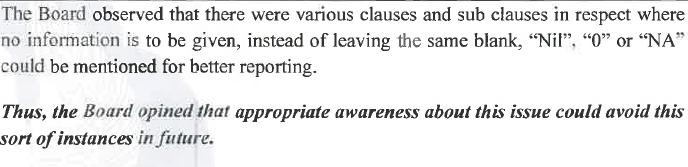 The Board observed that there were various clauses and sub clauses in respect where
no information is to be given, instead of leaving the same blank, “Nil”, “0” or “NA”
could be mentioned for better reporting.
Thus, the Board opined that appropriate awareness about this issue could avoid this
sort of instances in future.